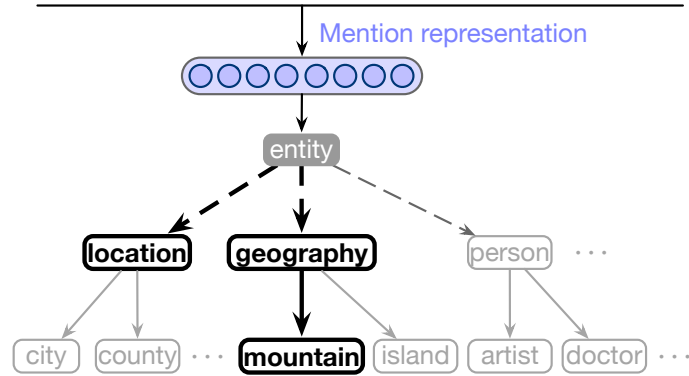 Mention representation
entity
location geography person ...
city county ... mountain island artist doctor ...